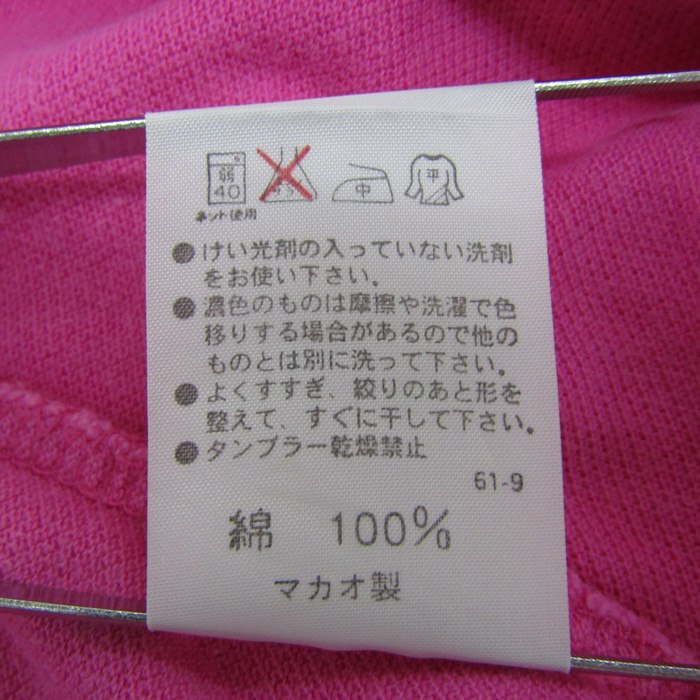 弱
40
ネット使用
中
平
●けい光剤の入っていない洗剤
をお使い下さい。
●濃色のものは摩擦や洗濯で色
移りする場合があるので他の
ものとは別に洗って下さい。
●よくすすぎ、絞りのあと形を
整えて、すぐに干して下さい。
●タンブラー乾燥禁止
61-9
綿 100%
マカオ製